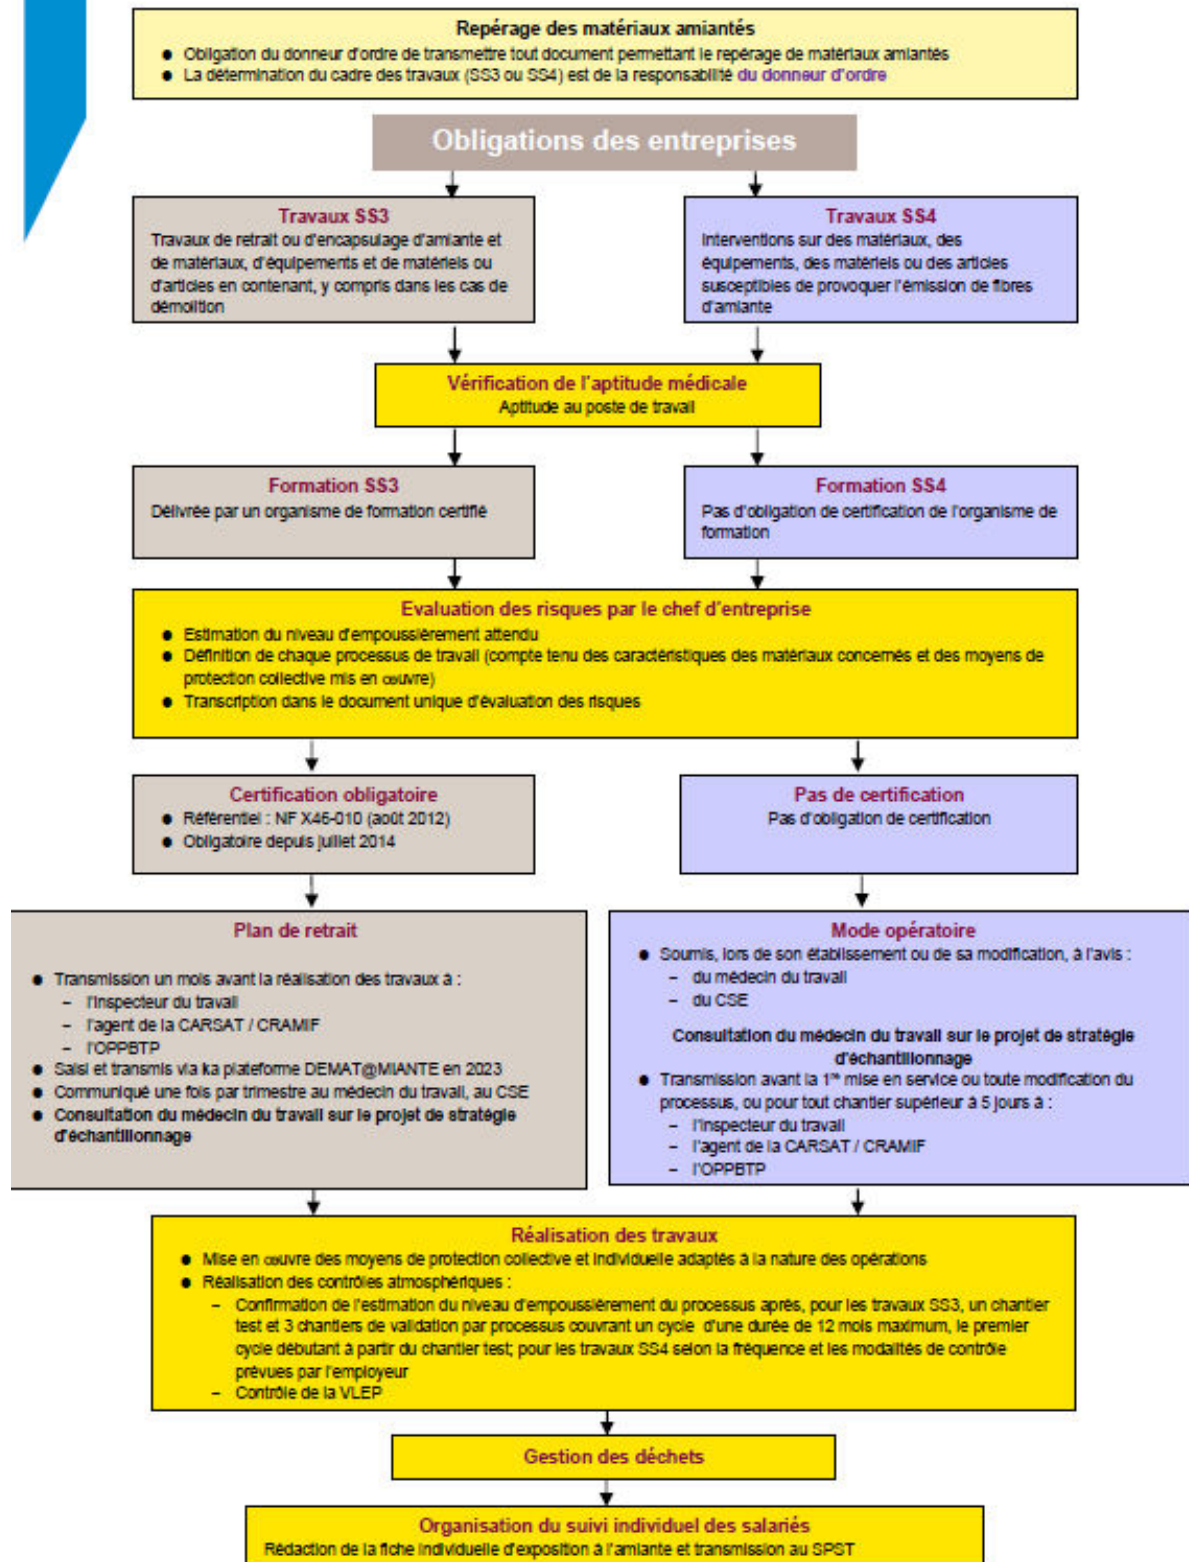 Repérage des matériaux amiantés
● Obligation du donneur d'ordre de transmettre tout document permettant le repérage de matériaux amiantés
● La détermination du cadre des travaux (SS3 ou SS4) est de la responsabilité du donneur d'ordre
Obligations des entreprises
Travaux SS3
Travaux de retrait ou d'encapsulage d'amiante et
de matériaux, d'équipements et de matériels ou
d'articles en contenant, y compris dans les cas de
démolition
Travaux SS4
Interventions sur des matériaux, des
équipements, des matériels ou des articles
susceptibles de provoquer l'émission de fibres
d'amiante
Vérification de l'aptitude médicale
Aptitude au poste de travail
Formation SS3
Délivrée par un organisme de formation certifié
Formation SS4
Pas d'obligation de certification de l'organisme de
formation
Evaluation des risques par le chef d'entreprise
● Estimation du niveau d'empoussièrement attendu
● Définition de chaque processus de travail (compte tenu des caractéristiques des matériaux concernés et des moyens de
protection collective mis en œuvre)
● Transcription dans le document unique d'évaluation des risques
Certification obligatoire
● Référentiel : NF X46-010 (août 2012)
● Obligatoire depuis juillet 2014
Pas de certification
Pas d'obligation de certification
Plan de retrait
● Transmission un mois avant la réalisation des travaux à :
– l'inspecteur du travail
– l'agent de la CARSAT / CRAMIF
– l'OPPBTP
● Saisi et transmis via ka plateforme DEMAT@MIANTE en 2023
● Communiqué une fois par trimestre au médecin du travail, au CSE
● Consultation du médecin du travail sur le projet de stratégie
d'échantillonnage
Mode opératoire
● Soumis, lors de son établissement ou de sa modification, à l'avis :
– du médecin du travail
– du CSE
Consultation du médecin du travail sur le projet de stratégie
d'échantillonnage
● Transmission avant la 1re mise en service ou toute modification du
processus, ou pour tout chantier supérieur à 5 jours à :
– l'inspecteur du travail
– l'agent de la CARSAT / CRAMIF
– l'OPPBTP
Réalisation des travaux
● Mise en œuvre des moyens de protection collective et individuelle adaptés à la nature des opérations
● Réalisation des contrôles atmosphériques :
– Confirmation de l'estimation du niveau d'empoussièrement du processus après, pour les travaux SS3, un chantier
test et 3 chantiers de validation par processus couvrant un cycle d'une durée de 12 mois maximum, le premier
cycle débutant à partir du chantier test; pour les travaux SS4 selon la fréquence et les modalités de contrôle
prévues par l'employeur
– Contrôle de la VLEP
Gestion des déchets
Organisation du suivi individuel des salariés
Rédaction de la fiche individuelle d'exposition à l'amiante et transmission au SPST